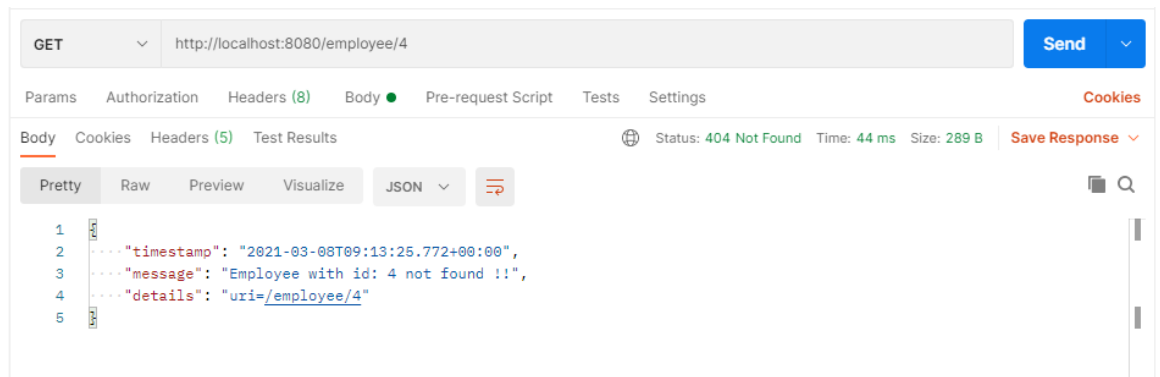 GET http://localhost:8080/employee/4 Send
Params Authorization Headers (8) Body Pre-request Script Tests Settings Cookies
Body Cookies Headers (5) Test Results Status: 404 Not Found Time: 44 ms Size: 289 B Save Response
Pretty Raw Preview Visualize JSON
1 {
2 "timestamp": "2021-03-08T09:13:25.772+00:00",
3 "message": "Employee with id: 4 not found !!",
4 "details": "uri=/employee/4"
5 }